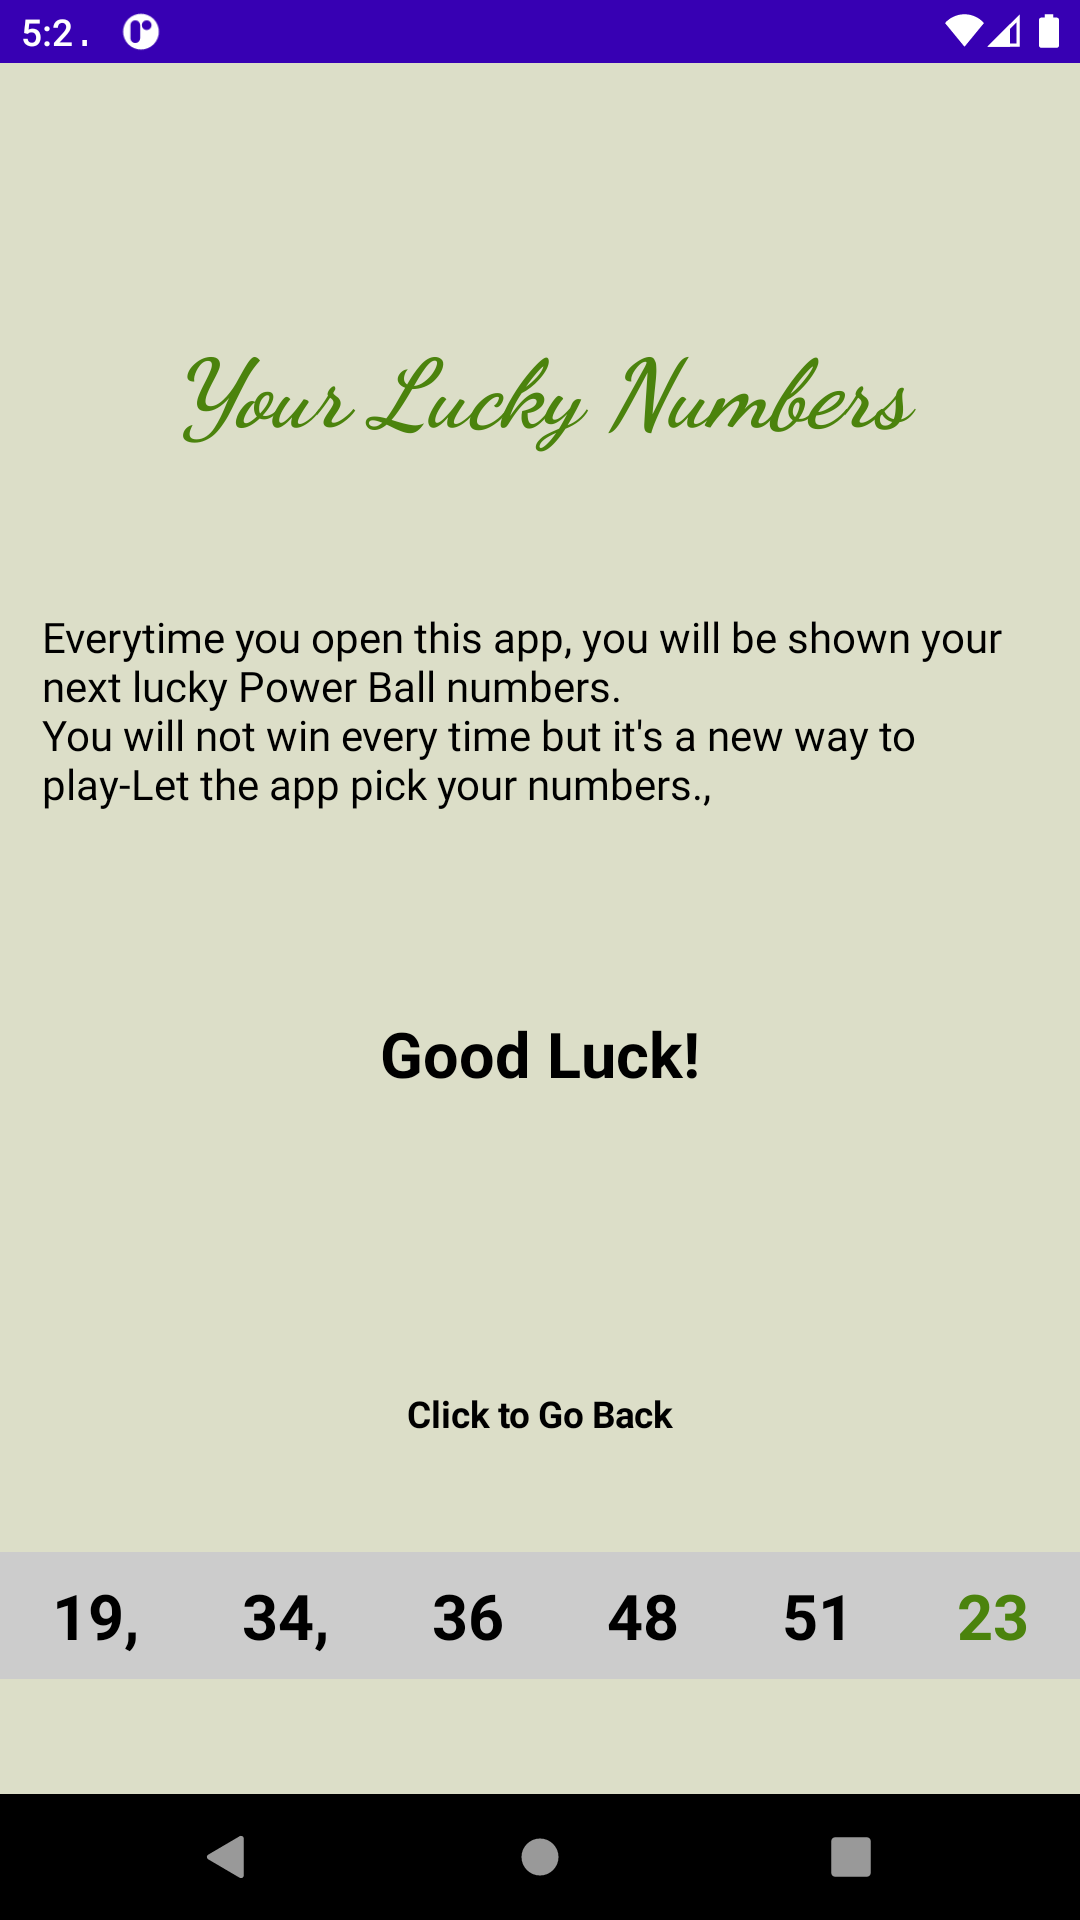 5:2.
Your Lucky Numbers
Everytime you open this app, you will be shown your
next lucky Power Ball numbers.
You will not win every time but it's a new way to
play-Let the app pick your numbers.,
Good Luck!
Click to Go Back
19, 34, 36 48 51 23